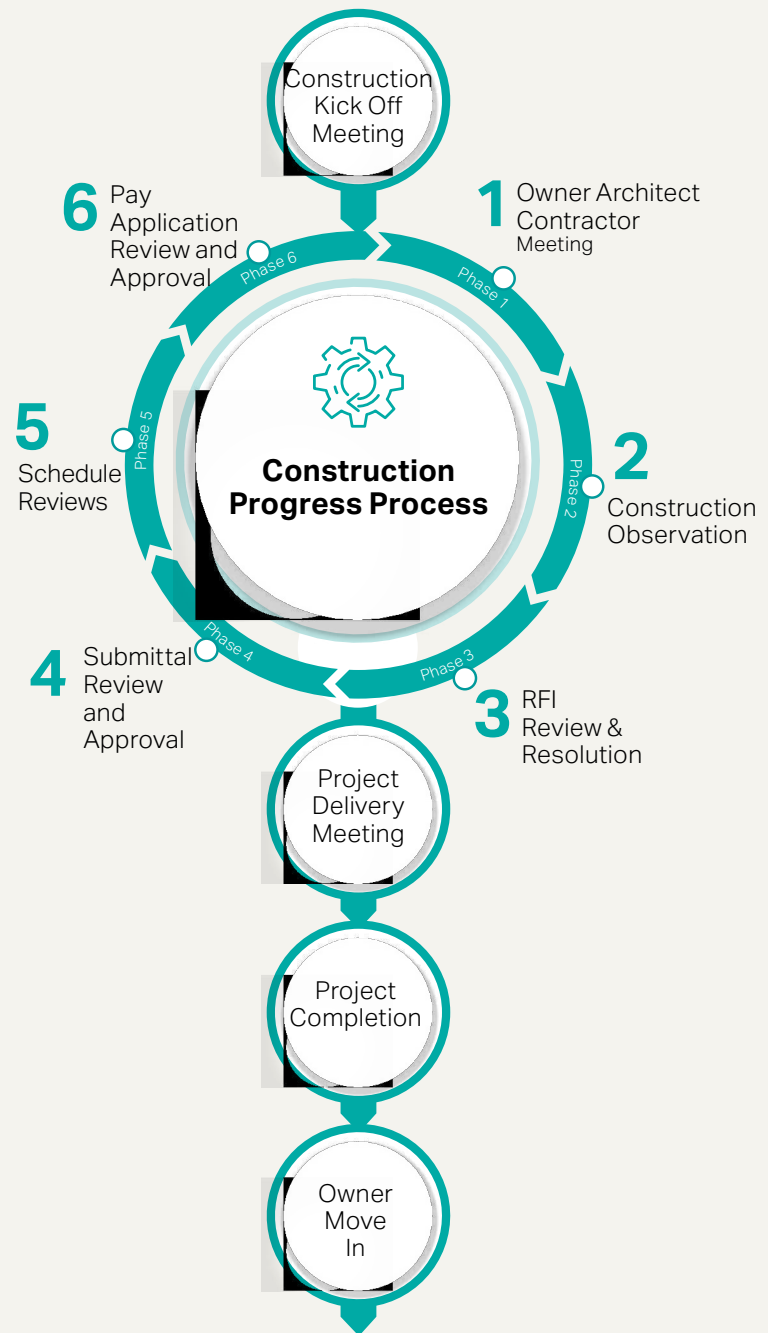 Construction
Kick Off
Meeting
1
Owner Architect
Contractor
Meeting
Phase 1
2
Construction
Observation
Phase 2
3
RFI
Review &
Resolution
Phase 3
4
Submittal
Review
and
Approval
Phase 4
5
Schedule
Reviews
Phase 5
6
Pay
Application
Review and
Approval
Phase 6
Construction
Progress Process
Project
Delivery
Meeting
Project
Completion
Owner
Move
In